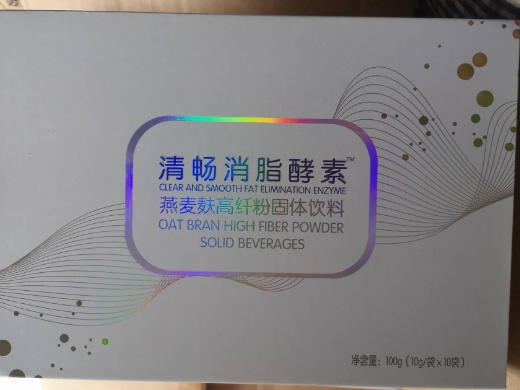 清畅消脂酵素™
CLEAR AND SMOOTH FAT ELIMINATION ENZYME
燕麦麸高纤粉固体饮料
OAT BRAN HIGH FIBER POWDER
SOLID BEVERAGES
净含量：100g（10g/袋×10袋）